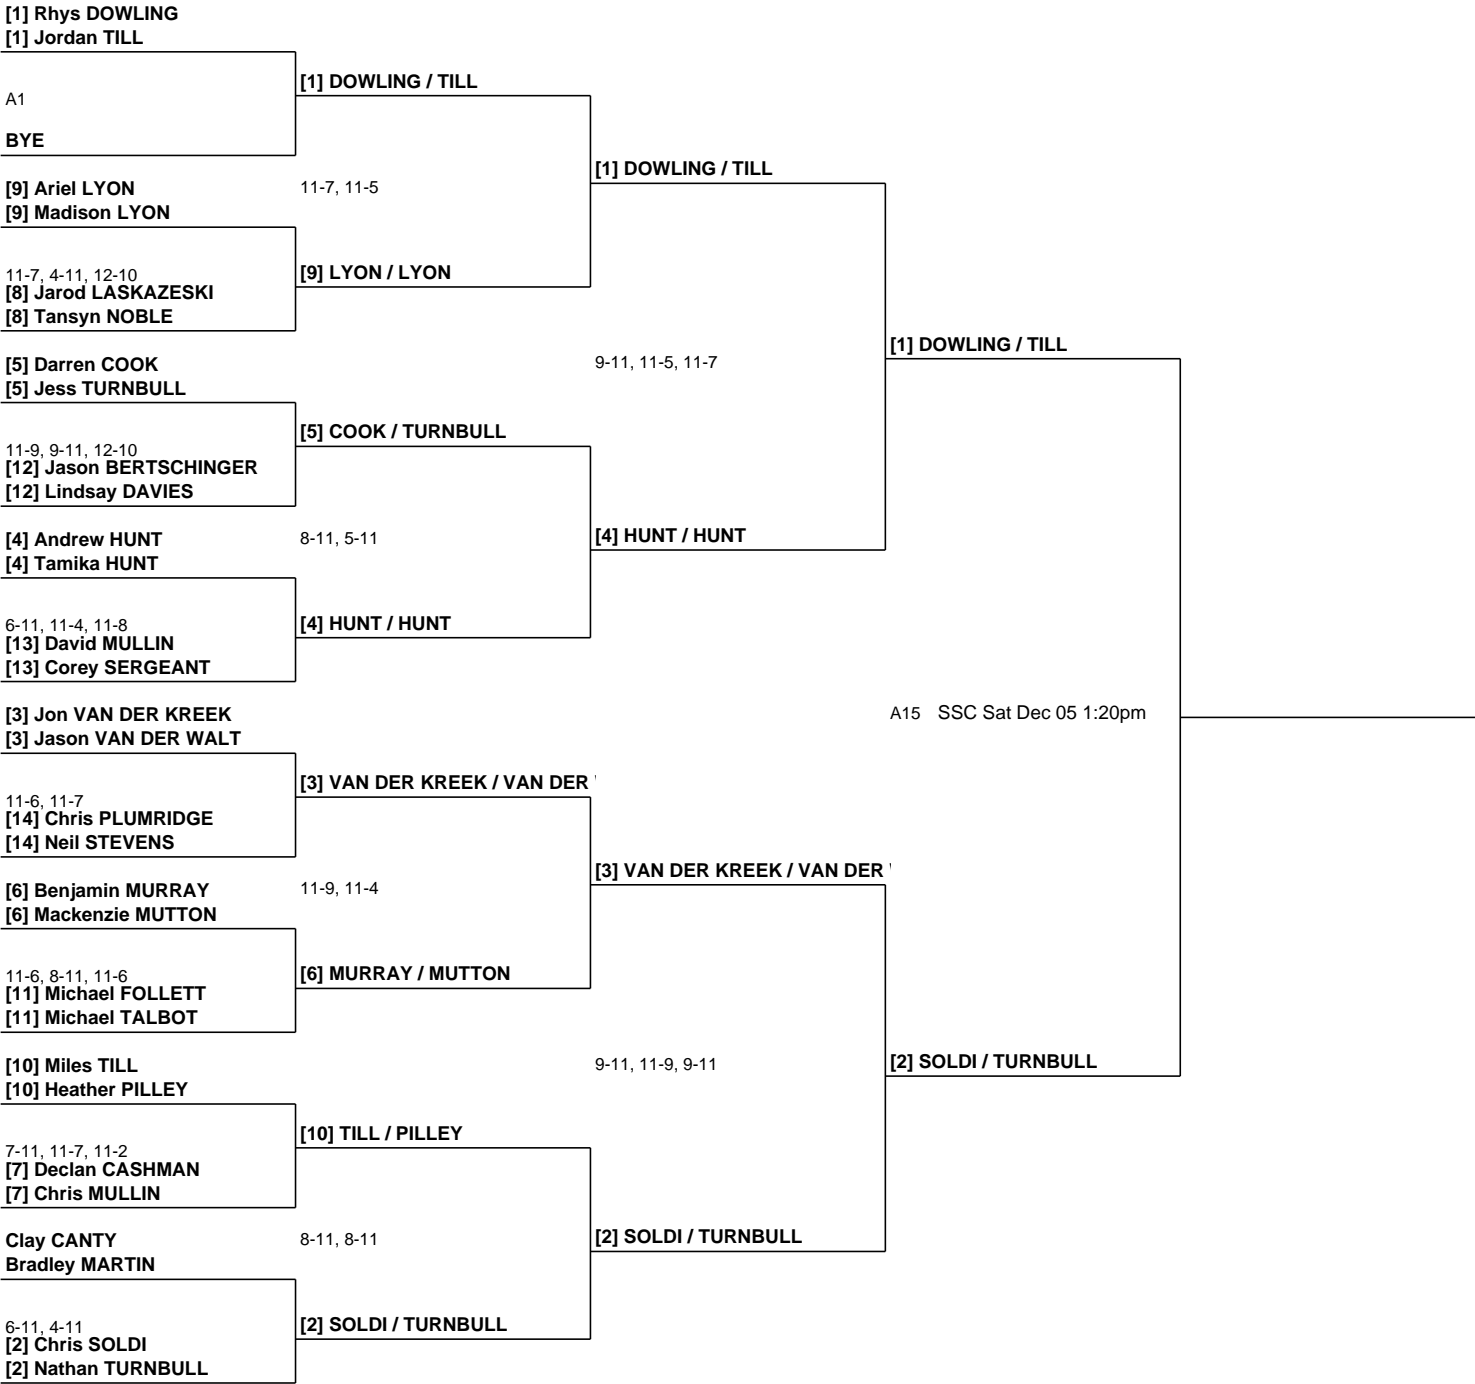 [1] Rhys DOWLING
[1] Jordan TILL
[1] DOWLING / TILL
A1
BYE
[1] DOWLING / TILL
[9] Ariel LYON
11-7, 11-5
[9] Madison LYON
11-7, 4-11, 12-10
[9] LYON / LYON
[8] Jarod LASKAZESKI
[8] Tansyn NOBLE
[1] DOWLING / TILL
[5] Darren COOK
9-11, 11-5, 11-7
[5] Jess TURNBULL
[5] COOK / TURNBULL
11-9, 9-11, 12-10
[12] Jason BERTSCHINGER
[12] Lindsay DAVIES
[4] Andrew HUNT
8-11, 5-11
[4] HUNT / HUNT
[4] Tamika HUNT
6-11, 11-4, 11-8
[4] HUNT / HUNT
[13] David MULLIN
[13] Corey SERGEANT
[3] Jon VAN DER KREEK
A15 SSC Sat Dec 05 1:20pm
[3] Jason VAN DER WALT
[3] VAN DER KREEK / VAN DER
11-6, 11-7
[14] Chris PLUMRIDGE
[14] Neil STEVENS
[3] VAN DER KREEK / VAN DER
[6] Benjamin MURRAY
11-9, 11-4
[6] Mackenzie MUTTON
11-6, 8-11, 11-6
[6] MURRAY / MUTTON
[11] Michael FOLLETT
[11] Michael TALBOT
[10] Miles TILL
9-11, 11-9, 9-11
[2] SOLDI / TURNBULL
[10] Heather PILLEY
[10] TILL / PILLEY
7-11, 11-7, 11-2
[7] Declan CASHMAN
[7] Chris MULLIN
Clay CANTY
8-11, 8-11
[2] SOLDI / TURNBULL
Bradley MARTIN
6-11, 4-11
[2] SOLDI / TURNBULL
[2] Chris SOLDI
[2] Nathan TURNBULL